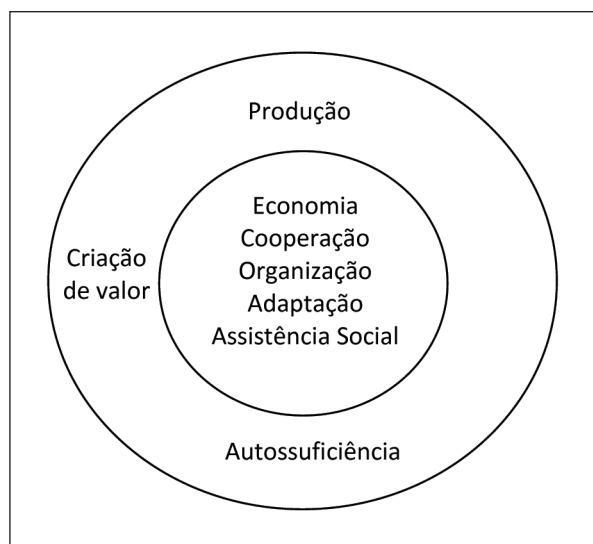 Produção
Economia
Cooperação
Organização
Adaptação
Assistência Social
Criação
de valor
Autossuficiência